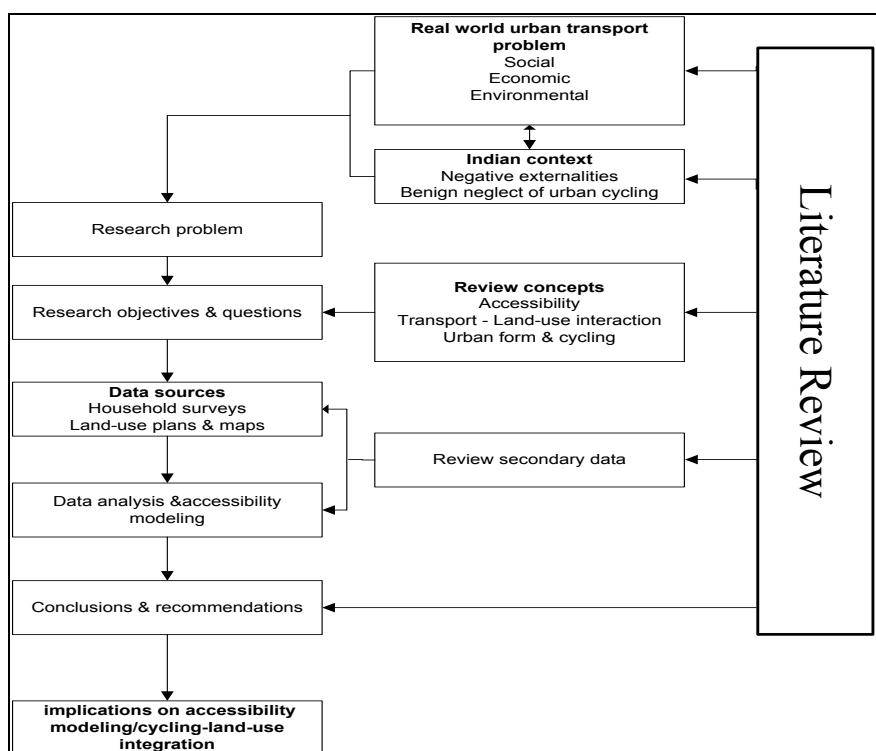 Real world urban transport
problem
Social
Economic
Environmental
Indian context
Negative externalities
Benign neglect of urban cycling
Research problem
Research objectives & questions
Review concepts
Accessibility
Transport - Land-use interaction
Urban form & cycling
Data sources
Household surveys
Land-use plans & maps
Review secondary data
Data analysis &accessibility
modeling
Conclusions & recommendations
implications on accessibility
modeling/cycling-land-use
integration
Literature Review